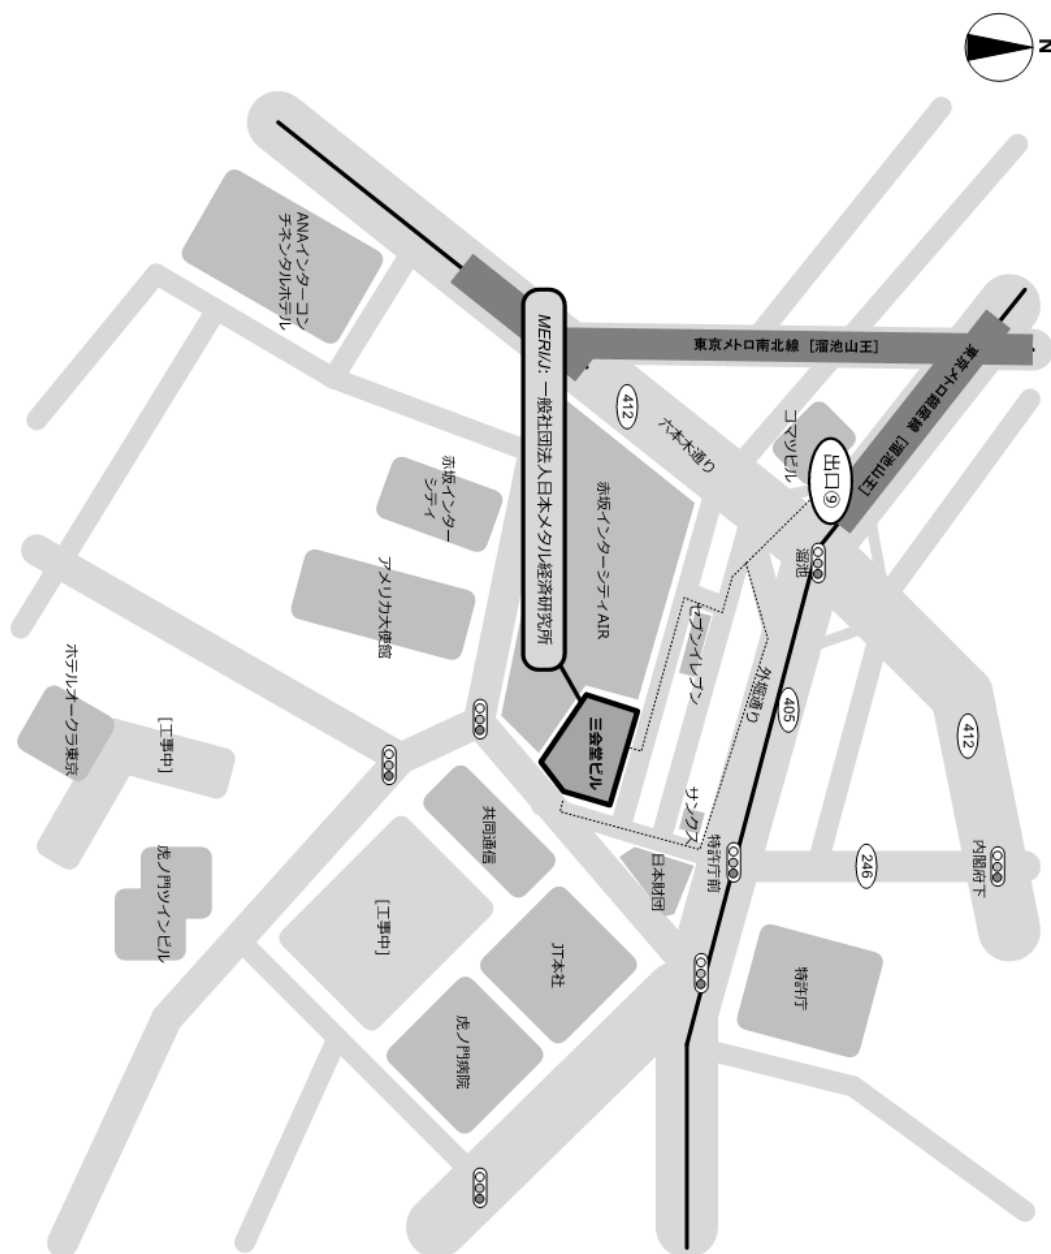 N
ANAインターコン
チネンタルホテル
東京メトロ南北線 [溜池山王]
東京メトロ銀座線 [溜池山王]
MERI/J: 一般社団法人日本メタル経済研究所
412
六本木通り
コマツビル
出口⑨
溜池
赤坂インター
シティ
赤坂インターシティAIR
アメリカ大使館
セブンイレブン
外堀通り
405
412
ホテルオークラ東京
[工事中]
三会堂ビル
サンクス
特許庁前
246
内閣府下
共同通信
日本財団
虎ノ門ツインビル
[工事中]
JT本社
特許庁
虎ノ門病院